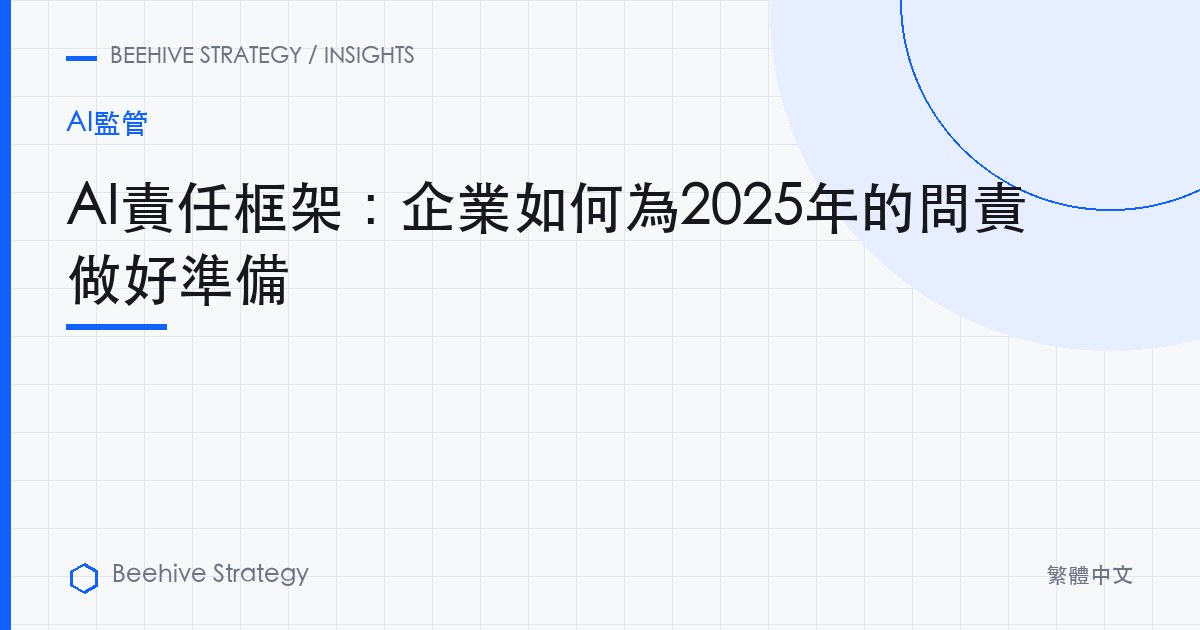 BEEHIVE STRATEGY / INSIGHTS
AI監管
AI責任框架：企業如何為2025年的問責
做好準備
Beehive Strategy
繁體中文